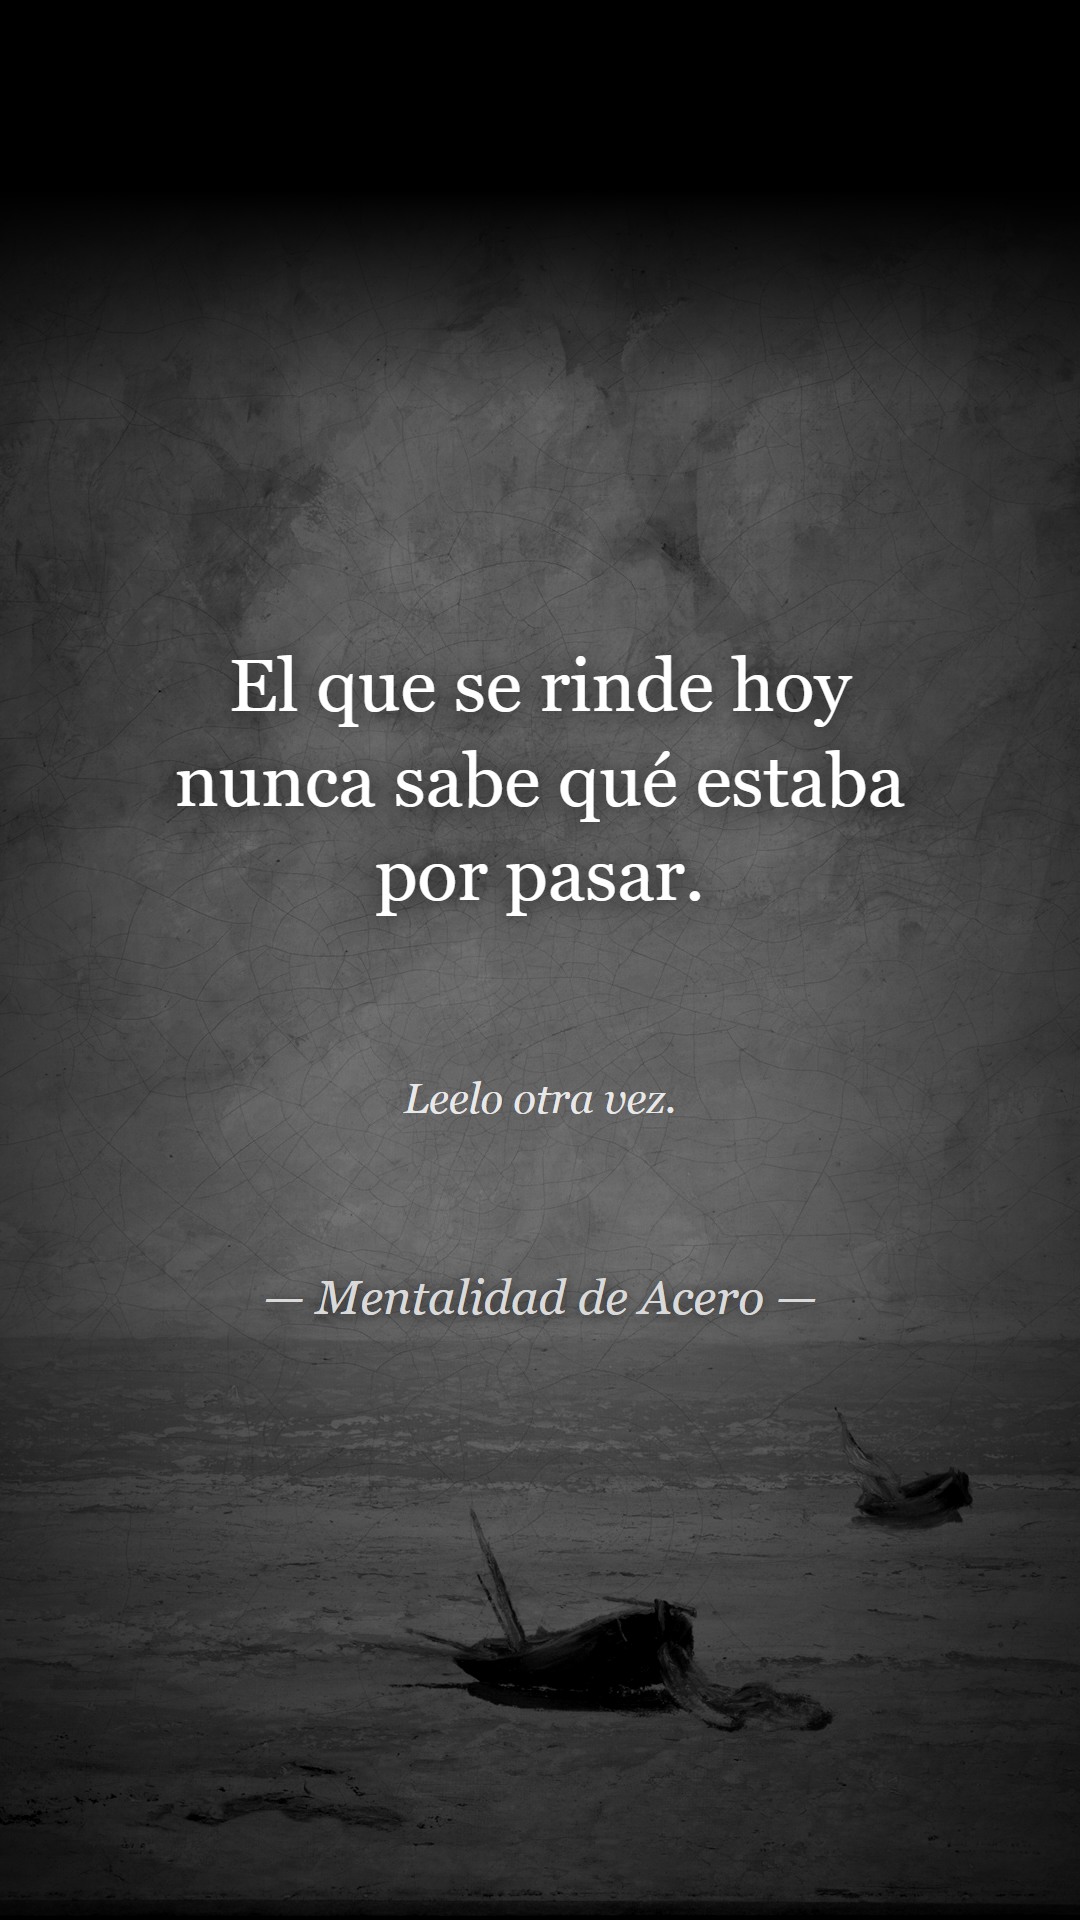 El que se rinde hoy
nunca sabe qué estaba
por pasar.
Leelo otra vez.
— Mentalidad de Acero —